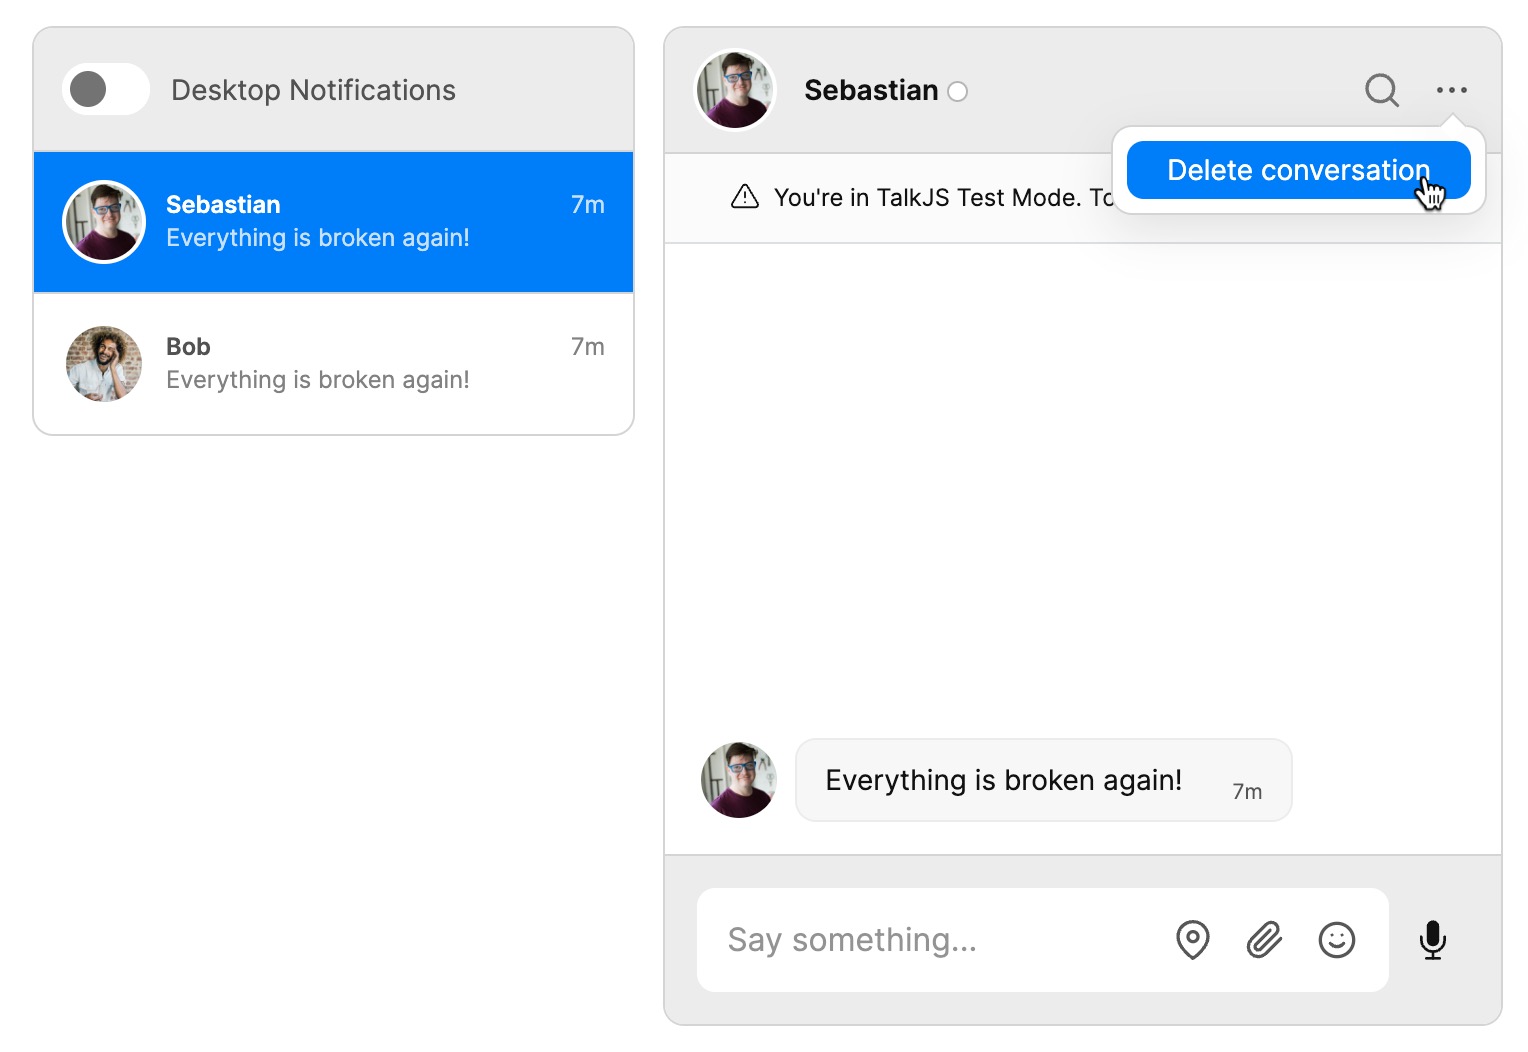 Desktop Notifications
Sebastian 7m
Everything is broken again!
Bob 7m
Everything is broken again!
Sebastian
Delete conversation
You're in TalkJS Test Mode.
Everything is broken again! 7m
Say something...